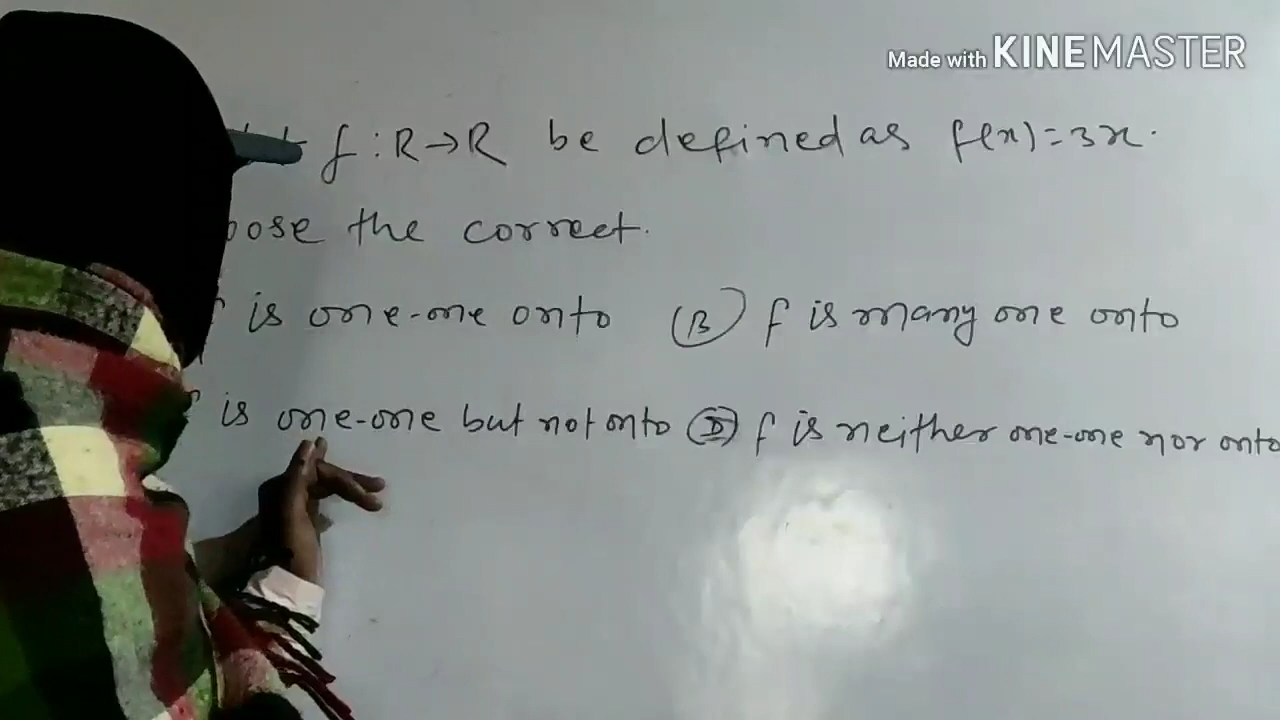 Made with KINEMASTER
f : R→R be defined as f(x)=3x.
the correct.
is one-one onto (B) f is many one onto
is one-one but not onto (D) f is neither one-one nor onto